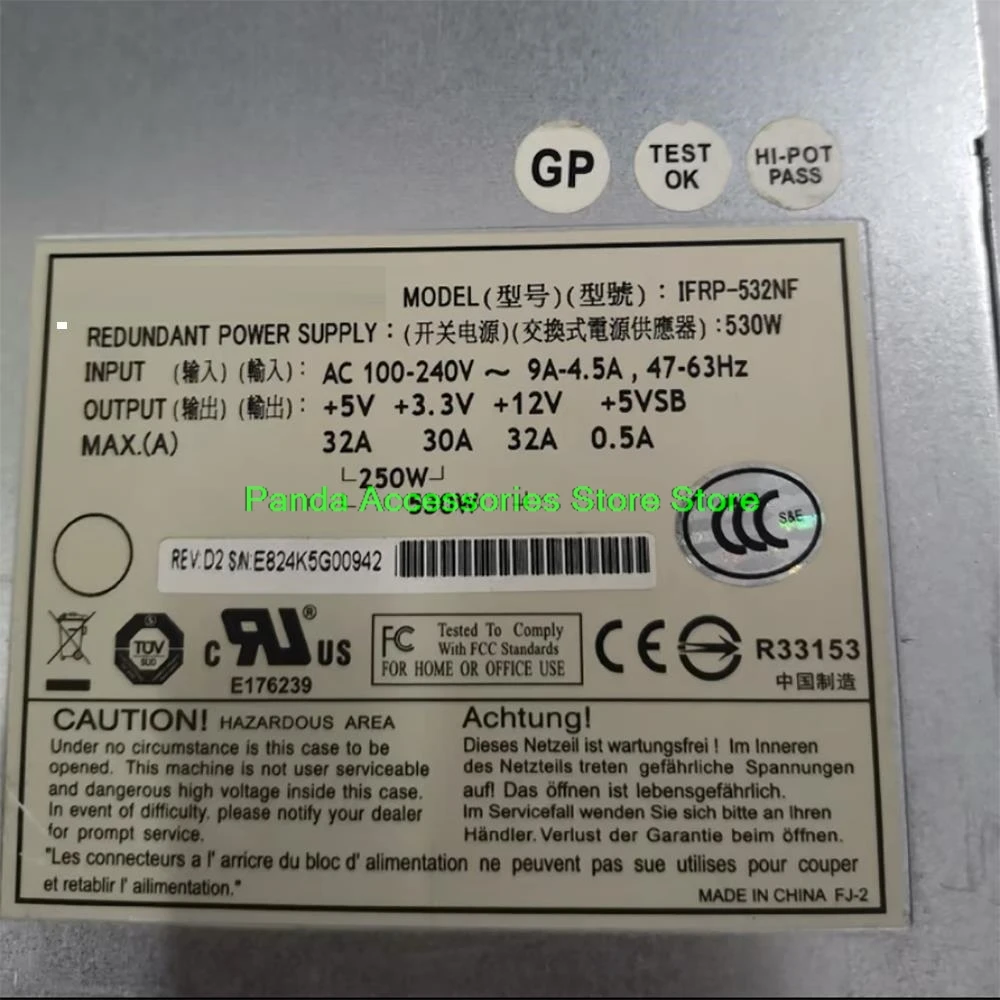 GP
TEST
OK
HI-POT
PASS
MODEL(型号)(型號): IFRP-532NF
REDUNDANT POWER SUPPLY:(开关电源)(交換式電源供應器):530W
INPUT (输入)(輸入): AC 100-240V ~ 9A-4.5A, 47-63Hz
OUTPUT(输出)(輸出): +5V +3.3V +12V +5VSB
MAX.(A) 32A 30A 32A 0.5A
250W
Panda Accessories Store Store
S&E
REV:D2 S/N:E824K5G00942
TÜV
SÜD
C US ®
E176239
FC Tested To Comply
With FCC Standards
FOR HOME OR OFFICE USE
CE
R33153
中国制造
CAUTION! HAZARDOUS AREA
Under no circumstance is this case to be
opened. This machine is not user serviceable
and dangerous high voltage inside this case.
In event of difficulty, please notify your dealer
for prompt service.
Achtung!
Dieses Netzeil ist wartungsfrei! Im Inneren
des Netzteils treten gefährliche Spannungen
auf! Das öffnen ist lebensgefährlich.
Im Servicefall wenden Sie sich bitte an Ihren
Händler. Verlust der Garantie beim öffnen.
"Les connecteurs a l' arricre du bloc d' alimentation ne peuvent pas sue utilises pour couper
et retablir l' ailimentation."
MADE IN CHINA FJ-2